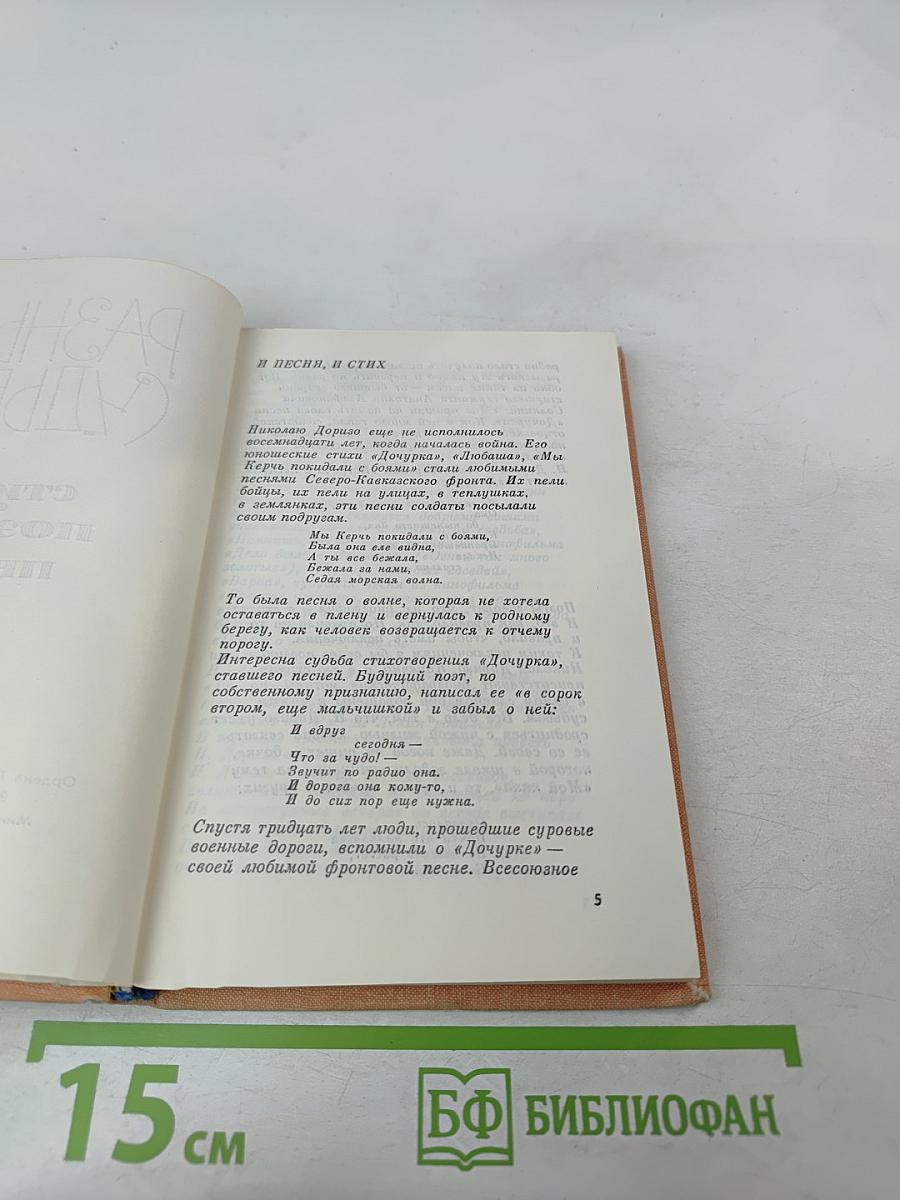 И ПЕСНЯ, И СТИХ
Николаю Доризо еще не исполнилось
восемнадцати лет, когда началась война. Его
юношеские стихи «Дочурка», «Любаша», «Мы
Керчь покидали с боями» стали любимыми
песнями Северо-Кавказского фронта. Их пели
бойцы, их пели на улицах, в теплушках,
в землянках, эти песни солдаты посылали
своим подругам.
Мы Керчь покидали с боями,
Была она еле видна,
А ты все бежала,
Бежала за нами,
Седая морская волна.
То была песня о волне, которая не хотела
оставаться в плену и вернулась к родному
берегу, как человек возвращается к отчему
порогу.
Интересна судьба стихотворения «Дочурка»,
ставшего песней. Будущий поэт, по
собственному признанию, написал ее «в сорок
втором, еще мальчишкой» и забыл о ней:
И вдруг
сегодня —
Что за чудо! —
Звучит по радио она.
И дорога она кому-то,
И до сих пор еще нужна.
Спустя тридцать лет люди, прошедшие суровые
военные дороги, вспомнили о «Дочурке» —
своей любимой фронтовой песне. Всесоюзное
5
15 см
БФ БИБЛИОФАН